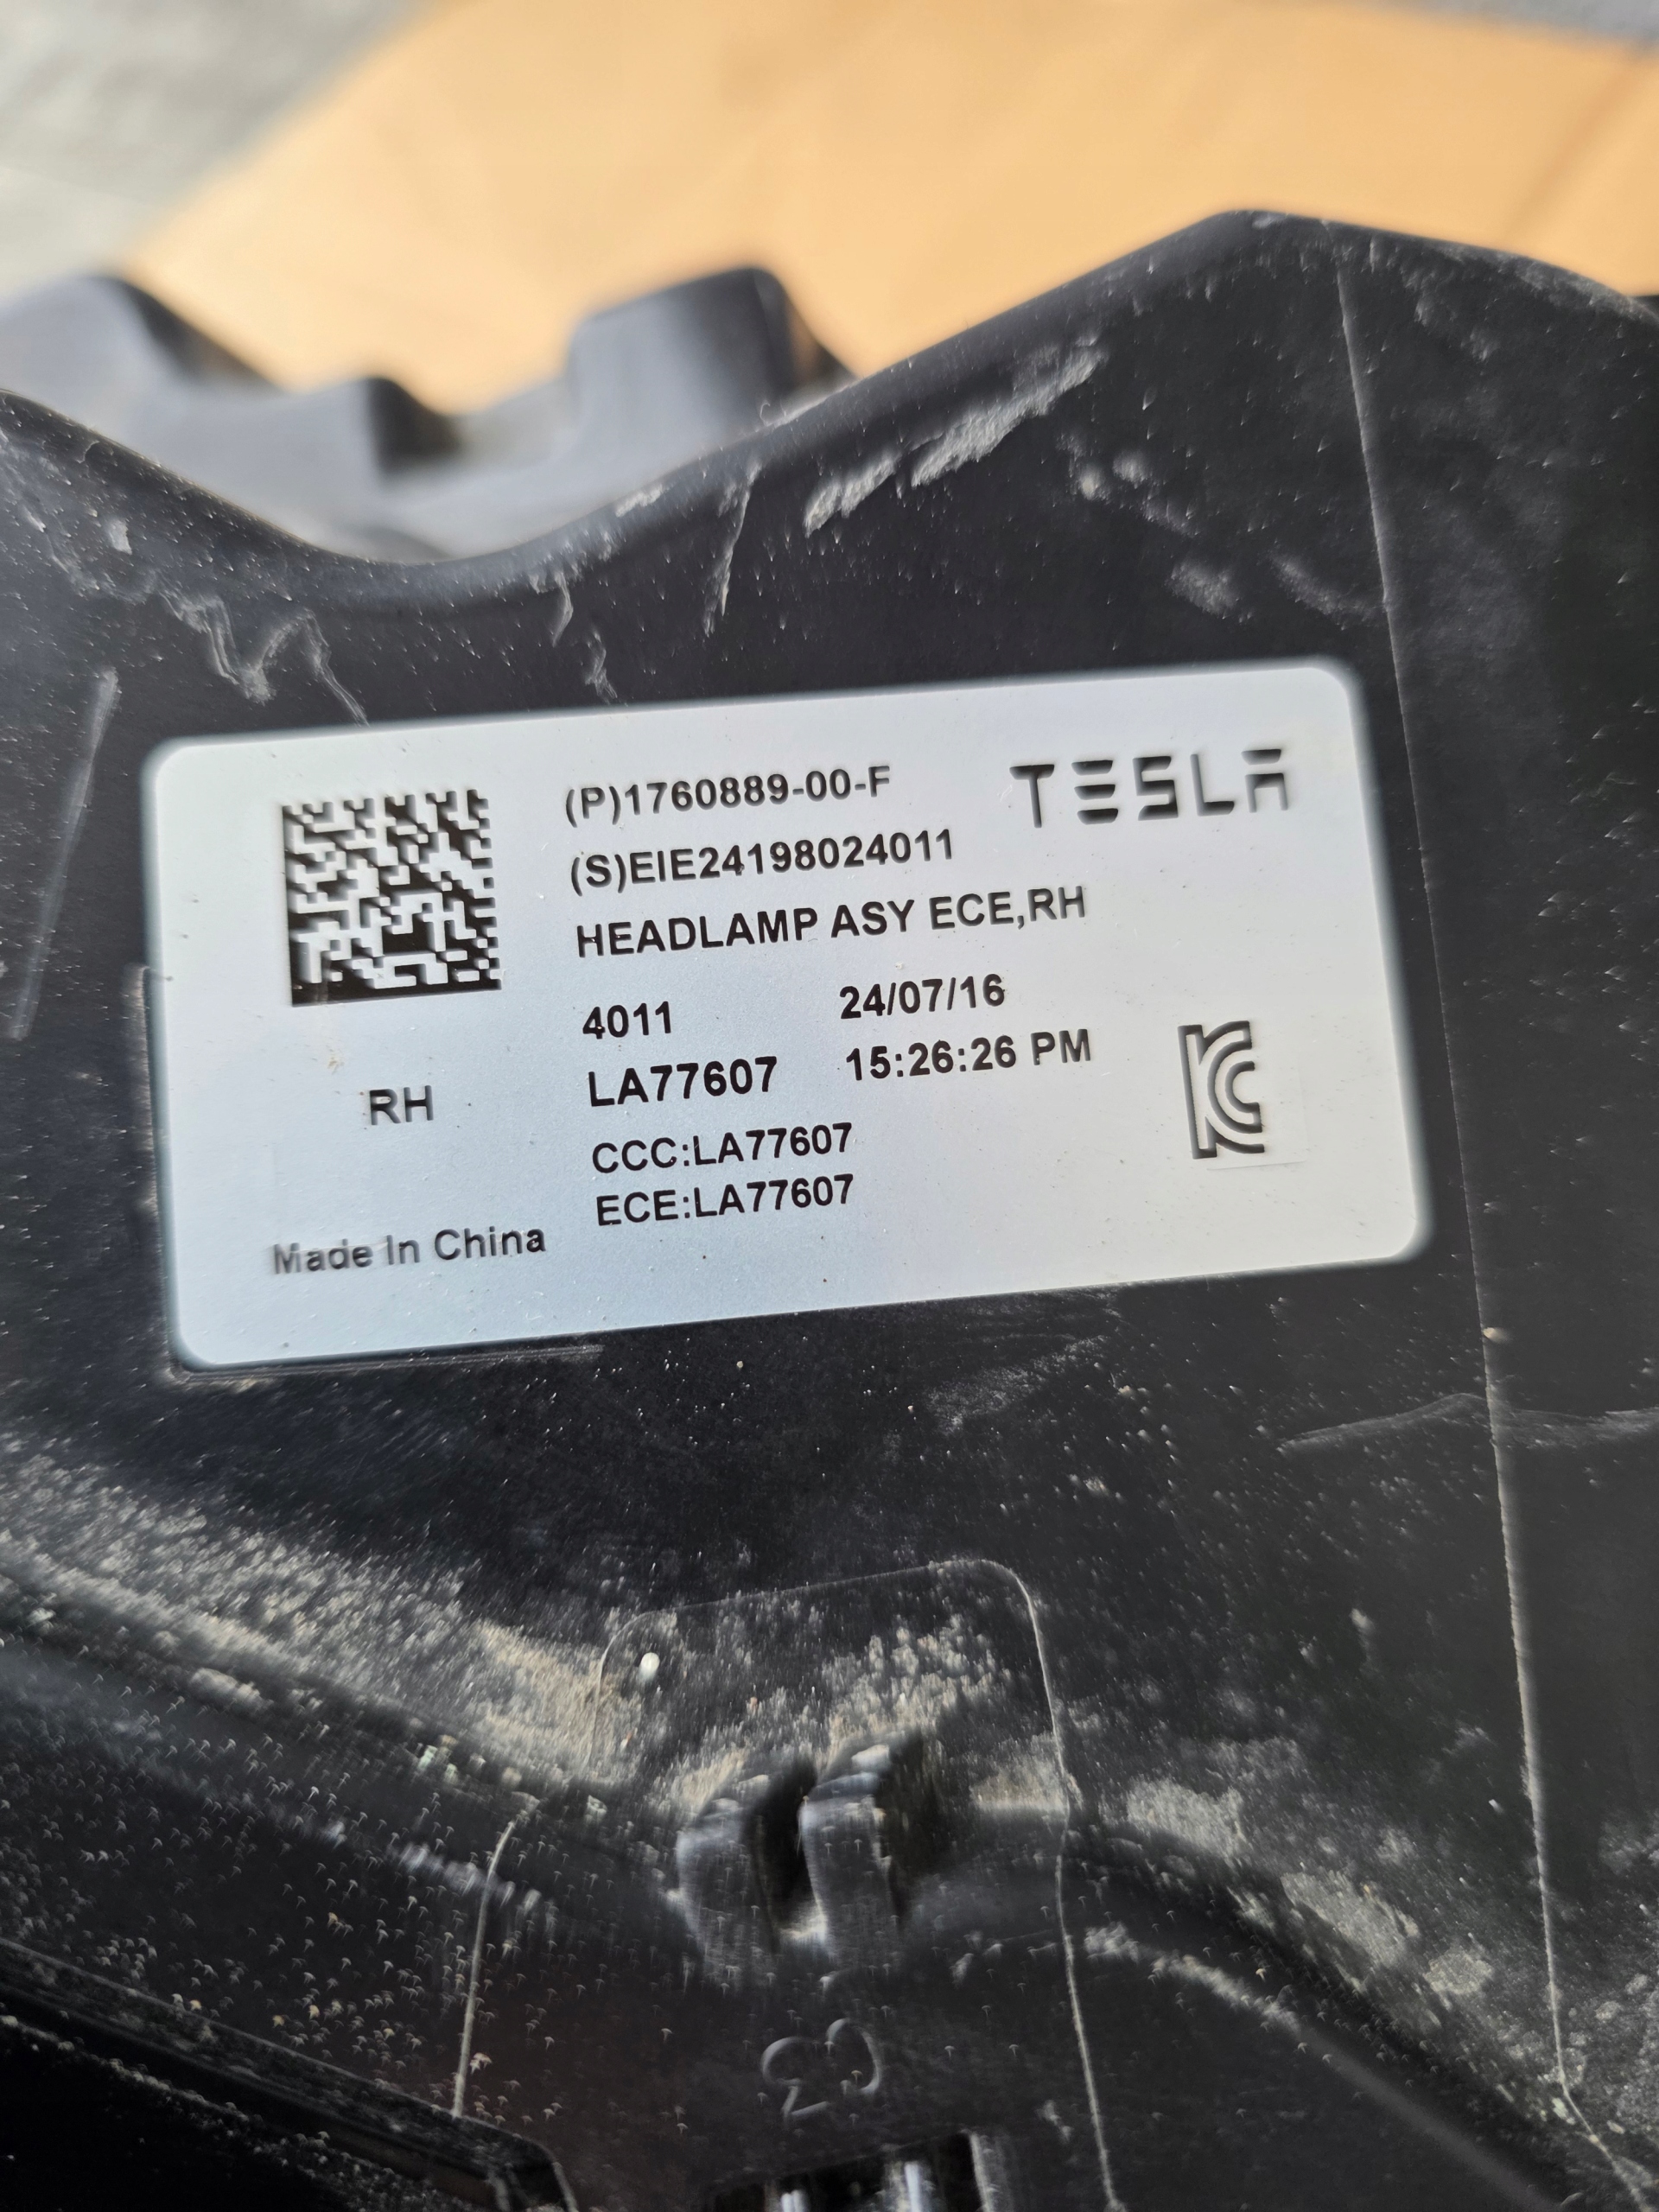 (P)1760889-00-F
TESLA
(S)EIE24198024011
HEADLAMP ASY ECE,RH
4011 24/07/16
LA77607 15:26:26 PM
RH
CCC:LA77607
ECE:LA77607
Made In China
KC